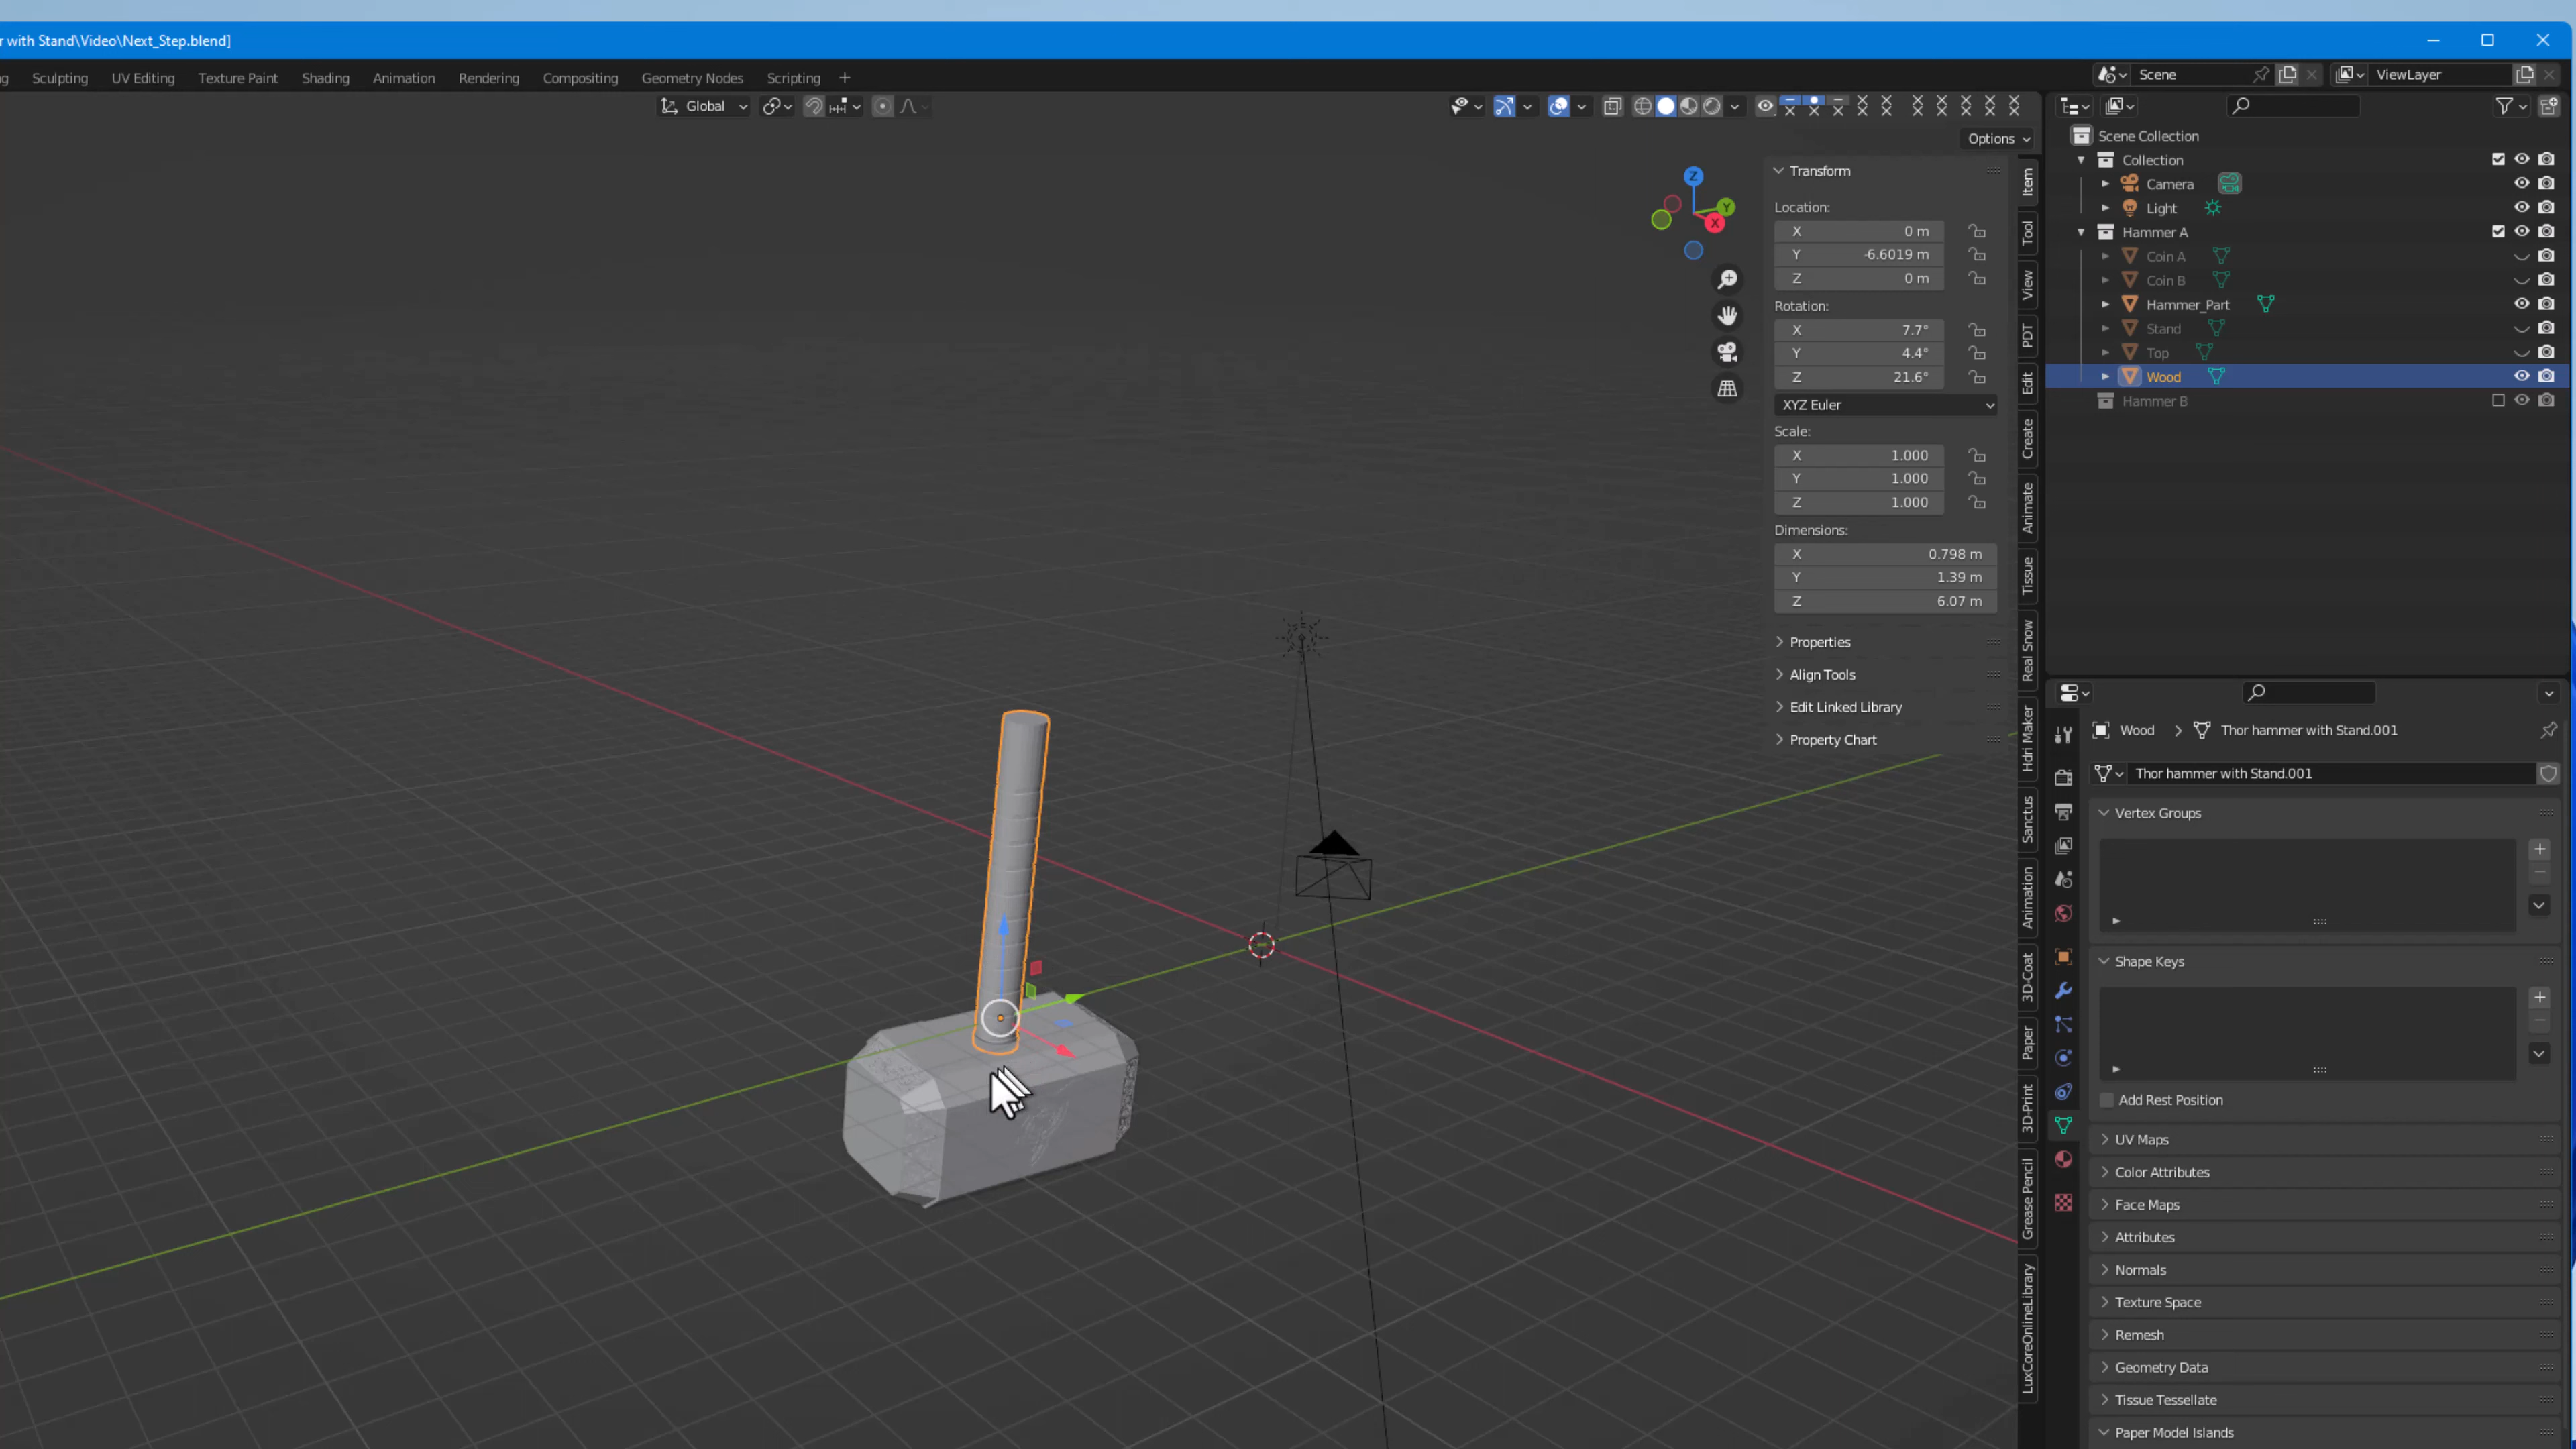 r with Stand\Video\Next_Step.blend]
Sculpting UV Editing Texture Paint Shading Animation Rendering Compositing Geometry Nodes Scripting +
Scene ViewLayer
Global
Options
Z
Y
X
Transform
Location:
X 0 m
Y -6.6019 m
Z 0 m
Rotation:
X 7.7°
Y 4.4°
Z 21.6°
XYZ Euler
Scale:
X 1.000
Y 1.000
Z 1.000
Dimensions:
X 0.798 m
Y 1.39 m
Z 6.07 m
Properties
Align Tools
Edit Linked Library
Property Chart
Item
Tool
View
PDT
Edit
Create
Animate
Tissue
Real Snow
Hdri Maker
Sanctus
Animation
3D-Coat
Paper
3D-Print
Grease Pencil
LuxCoreOnlineLibrary
Scene Collection
Collection
Camera
Light
Hammer A
Coin A
Coin B
Hammer_Part
Stand
Top
Wood
Hammer B
Wood > Thor hammer with Stand.001
Thor hammer with Stand.001
Vertex Groups
Shape Keys
Add Rest Position
UV Maps
Color Attributes
Face Maps
Attributes
Normals
Texture Space
Remesh
Geometry Data
Tissue Tessellate
Paper Model Islands